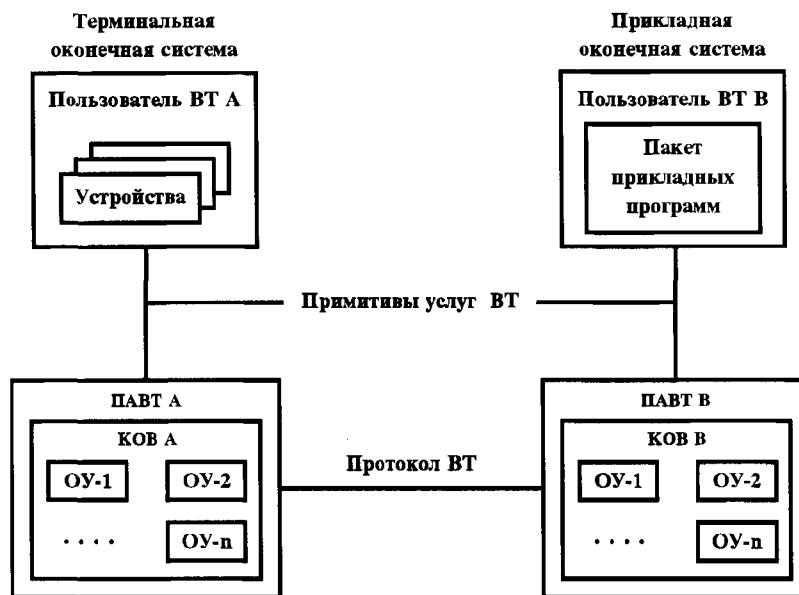 Терминальная
оконечная система
Прикладная
оконечная система
Пользователь ВТ А
Устройства
Пользователь ВТ В
Пакет
прикладных
программ
Примитивы услуг ВТ
ПАВТ А
КОВ А
ОУ-1
ОУ-2
. . . .
ОУ-n
Протокол ВТ
ПАВТ В
КОВ В
ОУ-1
ОУ-2
. . . .
ОУ-n